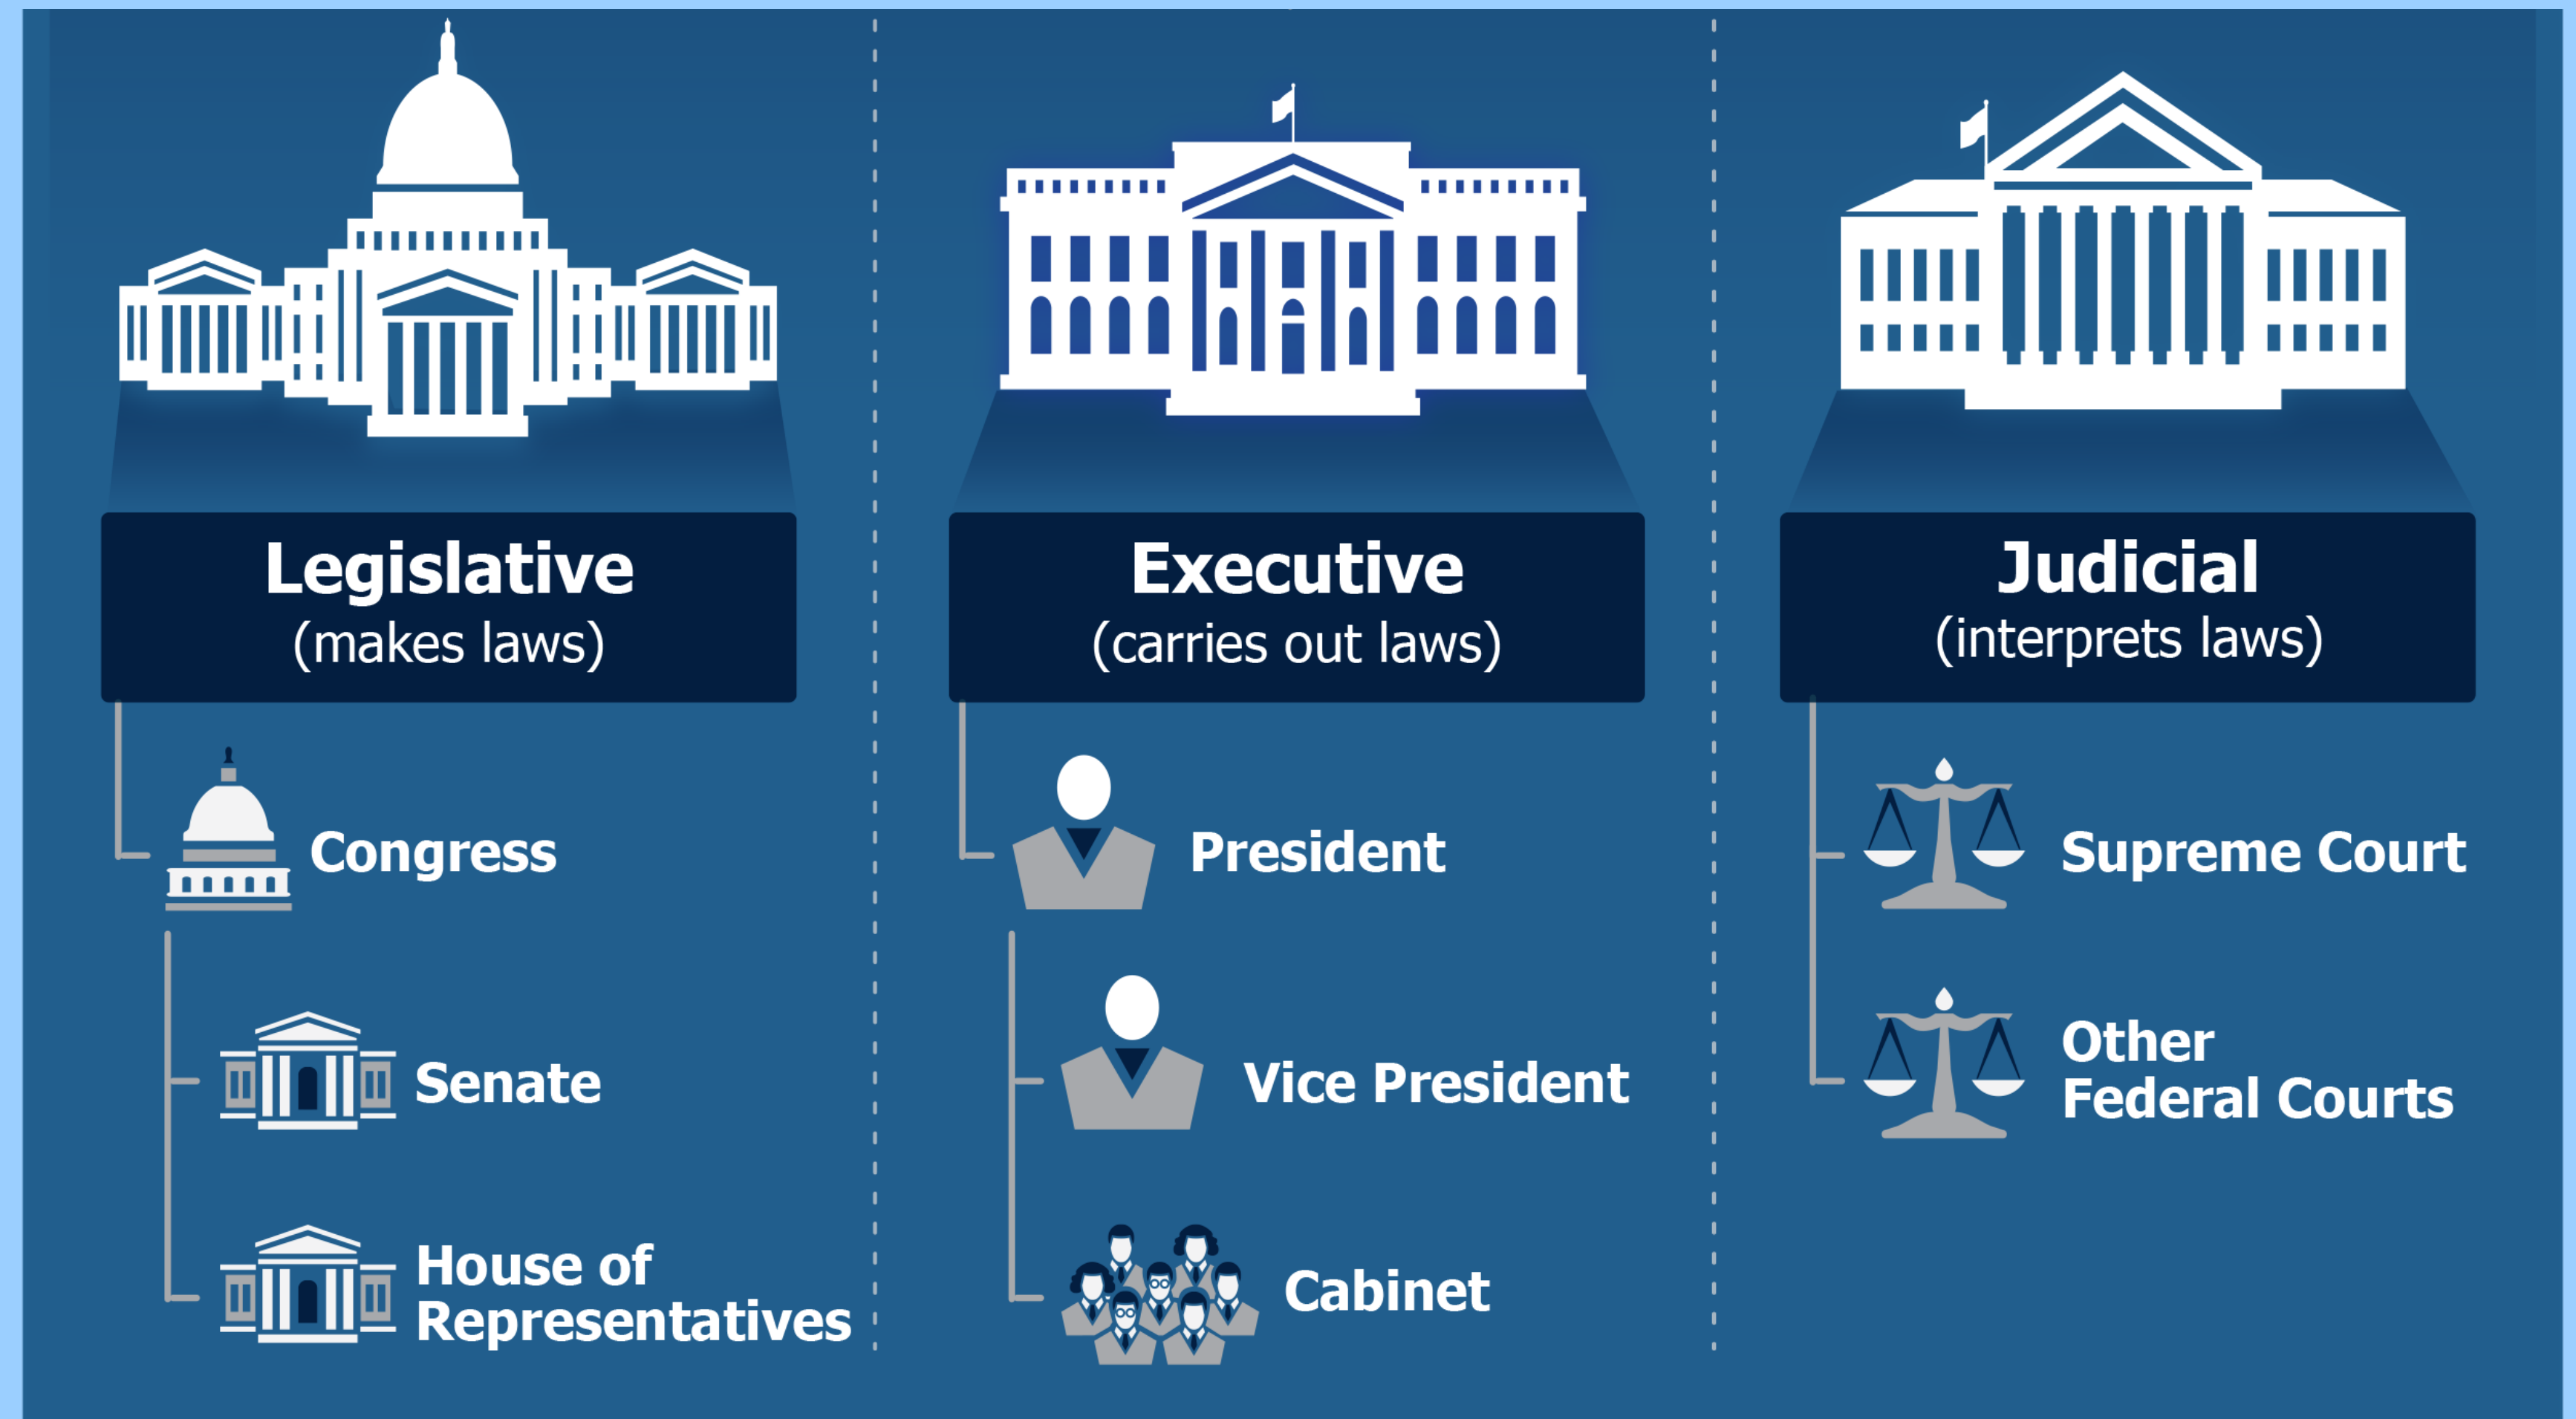 Legislative
(makes laws)
Congress
Senate
House of
Representatives
Executive
(carries out laws)
President
Vice President
Cabinet
Judicial
(interprets laws)
Supreme Court
Other
Federal Courts